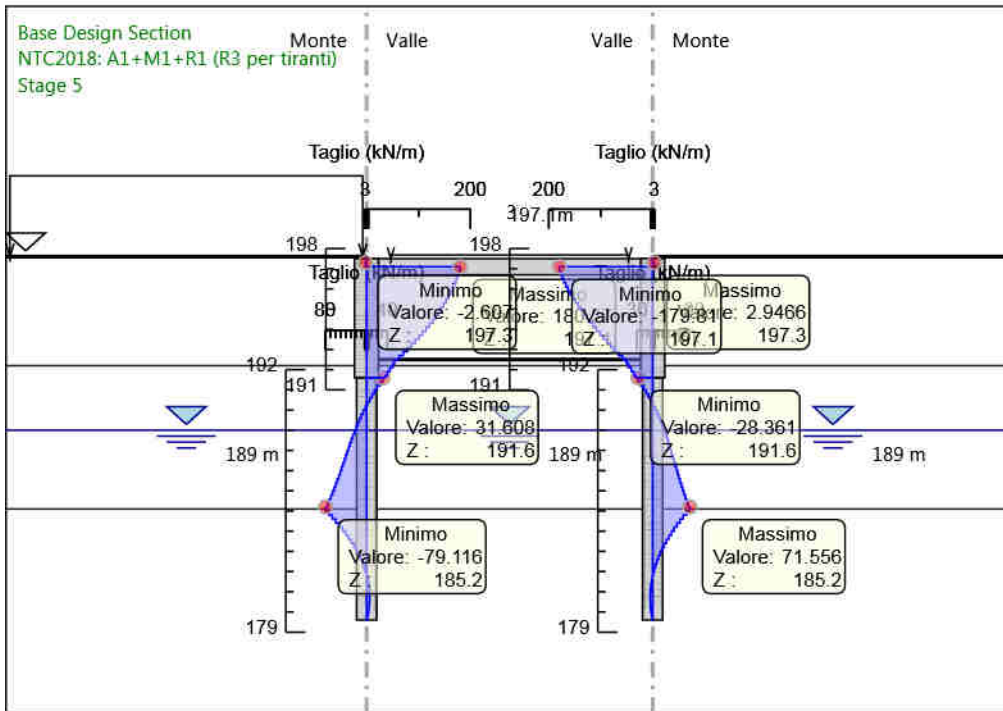 Base Design Section
NTC2018: A1+M1+R1 (R3 per tiranti)
Stage 5
Monte
Valle
Valle
Monte
Taglio (kN/m)
Taglio (kN/m)
3
200
200
3
197.1m
198
198
Minimo
Valore: -2.607
Z : 197.3
Massimo
Minimo
Valore: -179.81
197.1
Massimo
2.9466
197.3
192
191
191
192
Massimo
Valore: 31.608
Z : 191.6
Minimo
Valore: -28.361
Z : 191.6
189 m
189 m
189 m
Minimo
Valore: -79.116
Z : 185.2
Massimo
Valore: 71.556
Z : 185.2
179
179